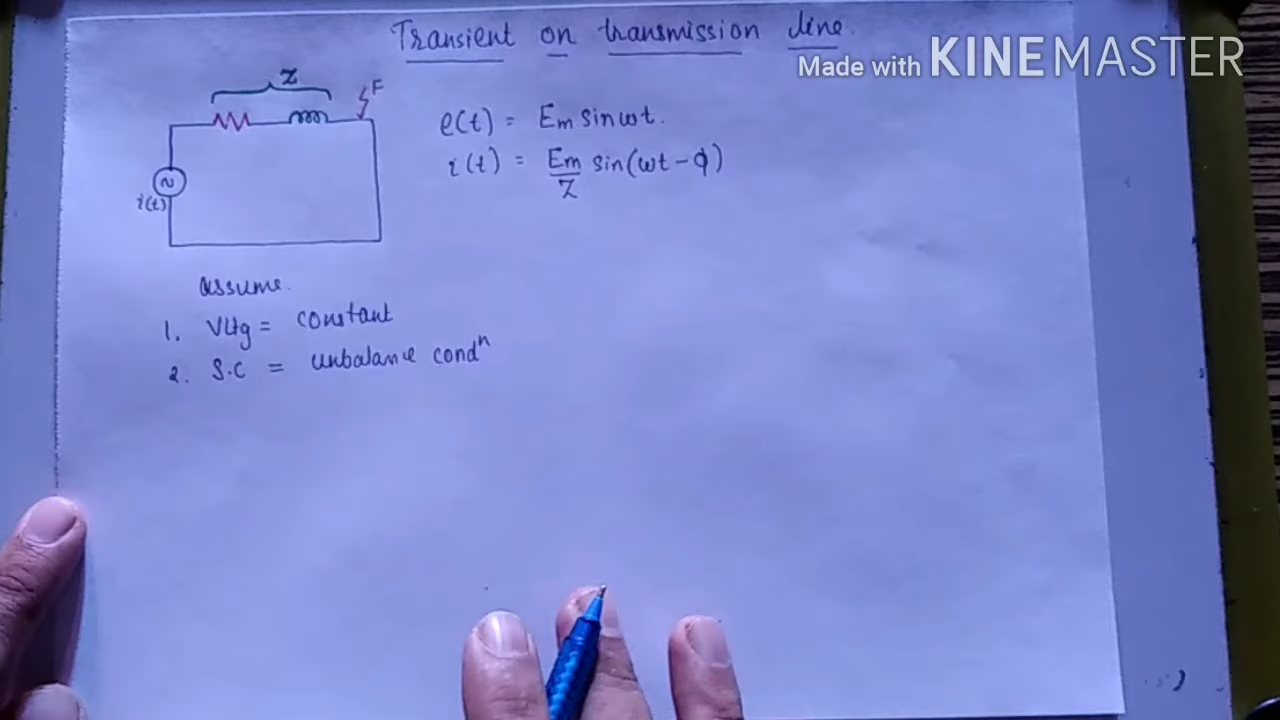 Transient on transmission line.
Made with KINEMASTER
Z
F
e(t) = Em sinωt.
i(t) = Em/Z sin(ωt-ϕ)
~
i(t)
assume.
1. Vltg = constant
2. S.C = unbalance condⁿ